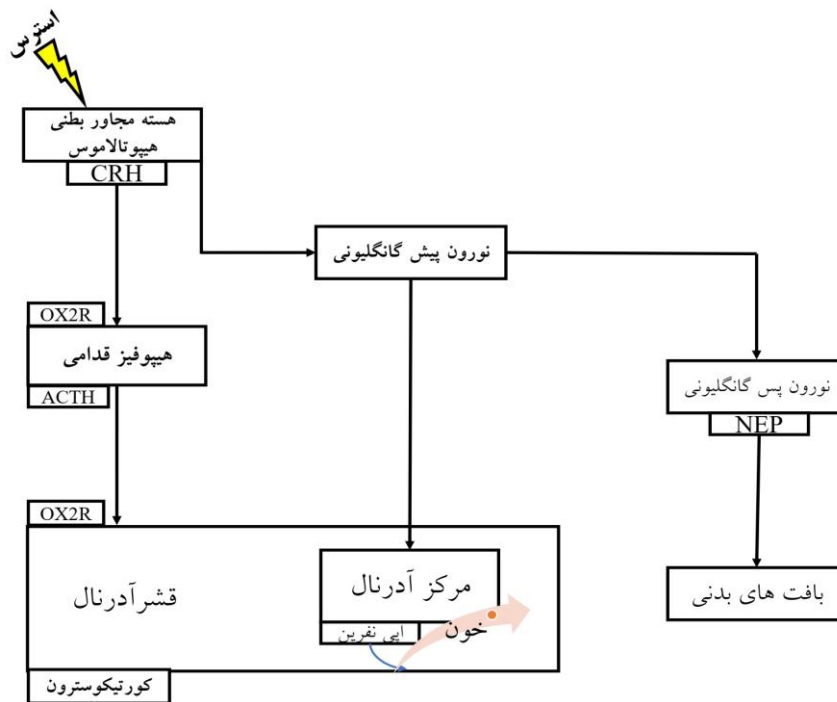 استرس
هسته مجاور بطنی
هیپوتالاموس
CRH
نورون پیش گانگلیونی
OX2R
هیپوفیز قدامی
ACTH
نورون پس گانگلیونی
NEP
OX2R
قشرآدرنال
مرکز آدرنال
اپی نفرین
خون
بافت های بدنی
کورتیکوسترون